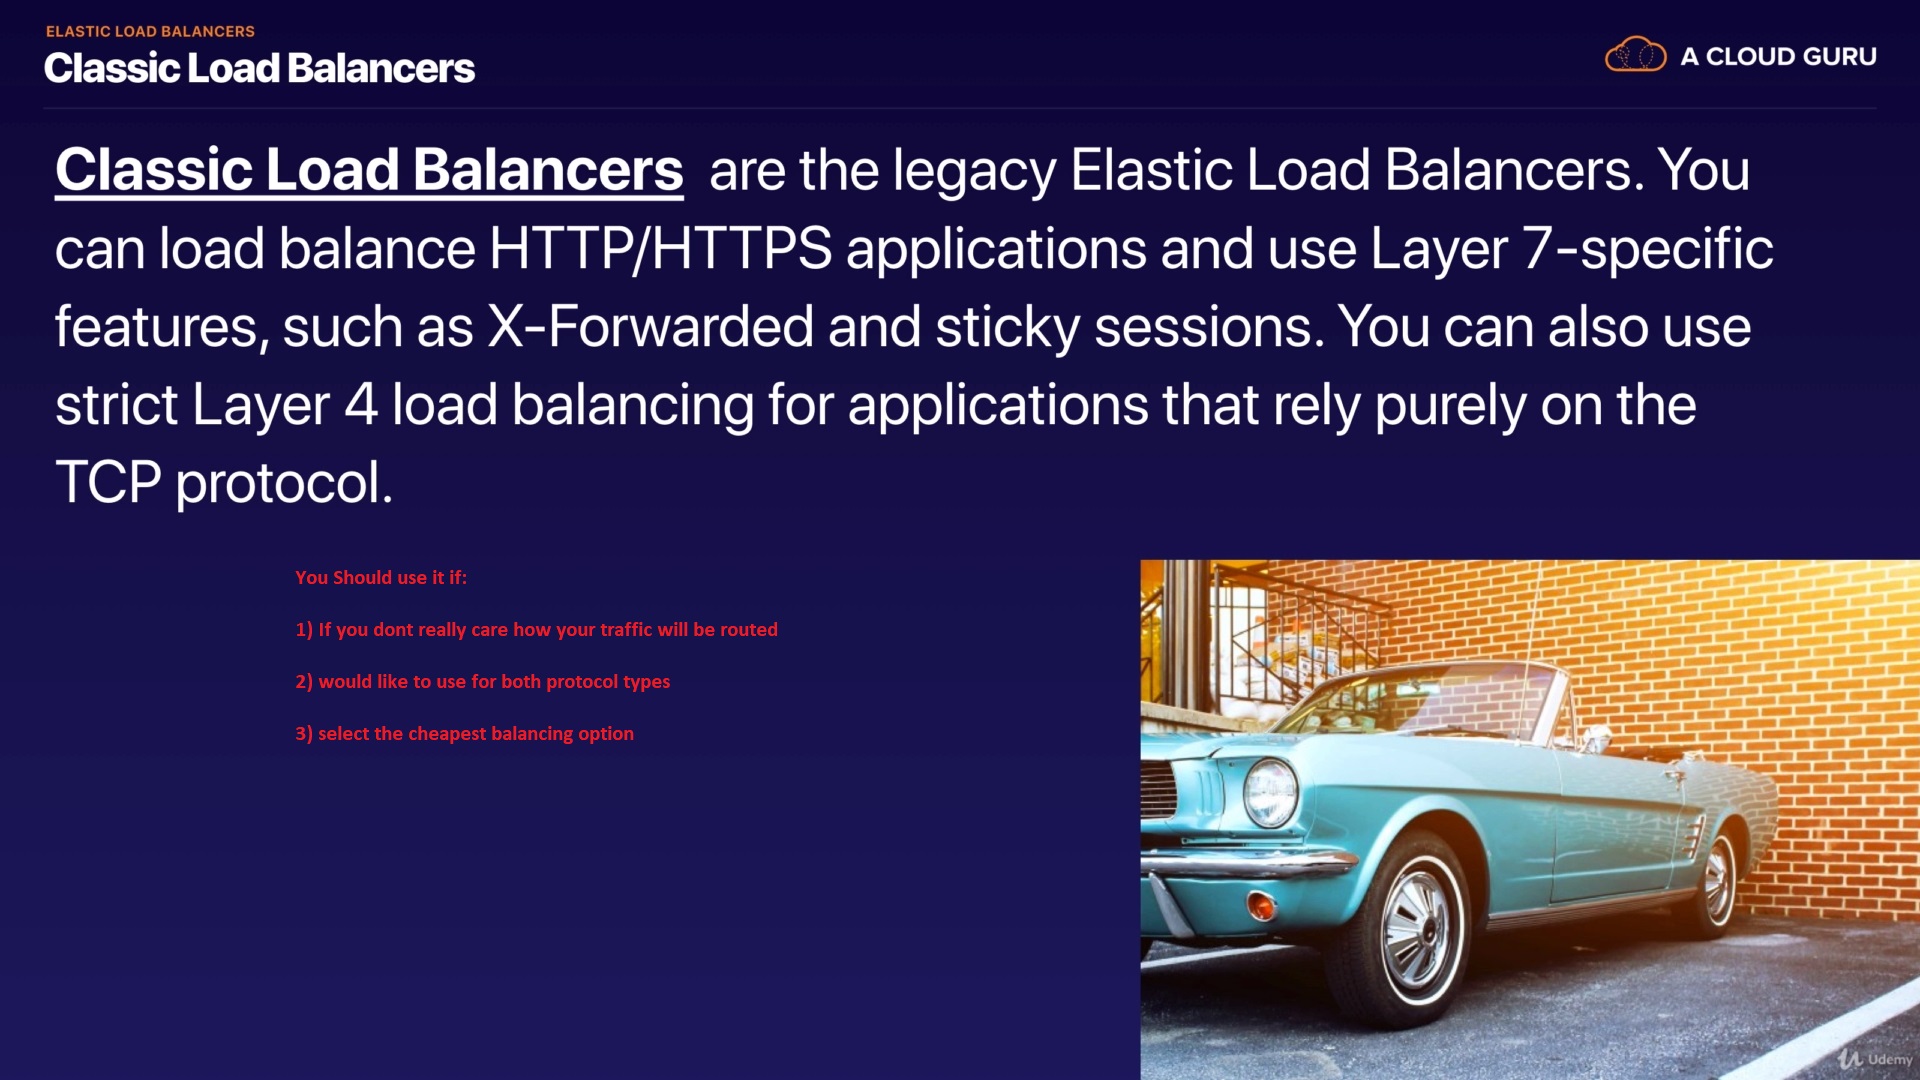 ELASTIC LOAD BALANCERS
Classic Load Balancers
A CLOUD GURU
Classic Load Balancers are the legacy Elastic Load Balancers. You
can load balance HTTP/HTTPS applications and use Layer 7-specific
features, such as X-Forwarded and sticky sessions. You can also use
strict Layer 4 load balancing for applications that rely purely on the
TCP protocol.
You Should use it if:
1) If you dont really care how your traffic will be routed
2) would like to use for both protocol types
3) select the cheapest balancing option
Udemy